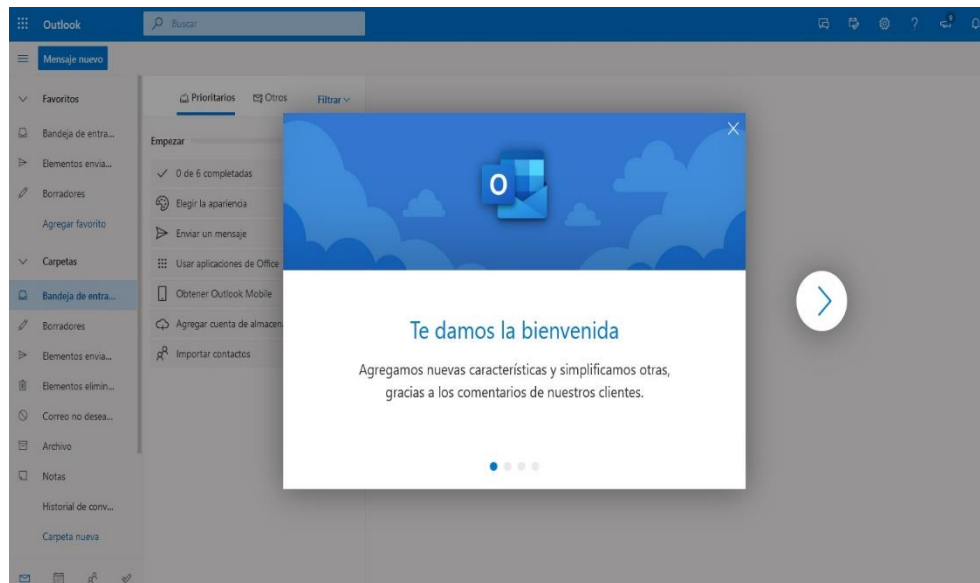 Outlook
Buscar
Mensaje nuevo
Favoritos
Bandeja de entra...
Elementos envia...
Borradores
Agregar favorito
Carpetas
Bandeja de entra...
Borradores
Elementos envia...
Elementos elimin...
Correo no desea...
Archivo
Notas
Historial de conv...
Carpeta nueva
Prioritarios
Otros
Filtrar
Empezar
0 de 6 completadas
Elegir la apariencia
Enviar un mensaje
Usar aplicaciones de Office
Obtener Outlook Mobile
Agregar cuenta de almacen
Importar contactos
Te damos la bienvenida
Agregamos nuevas características y simplificamos otras,
gracias a los comentarios de nuestros clientes.